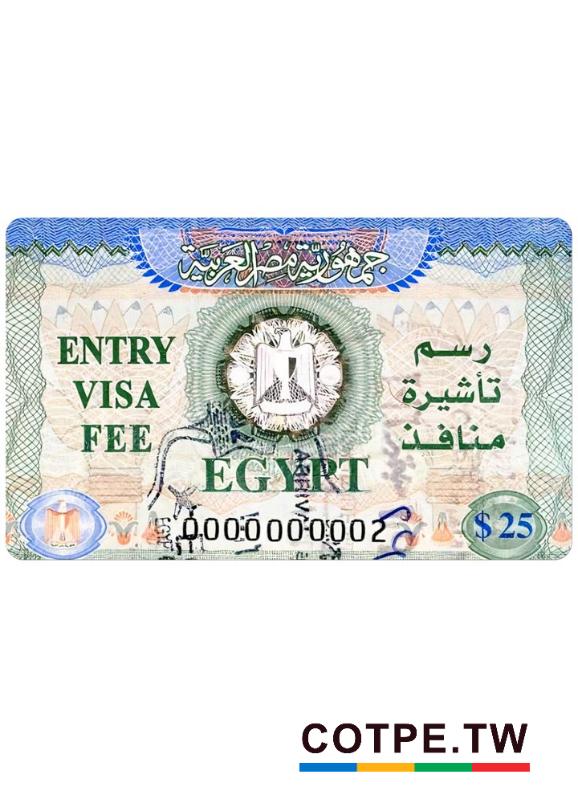 جمهورية مصر العربية
ENTRY
VISA
FEE
رسم
تأشيرة
منافذ
EGYPT
0000000002
$ 25
COTPE.TW